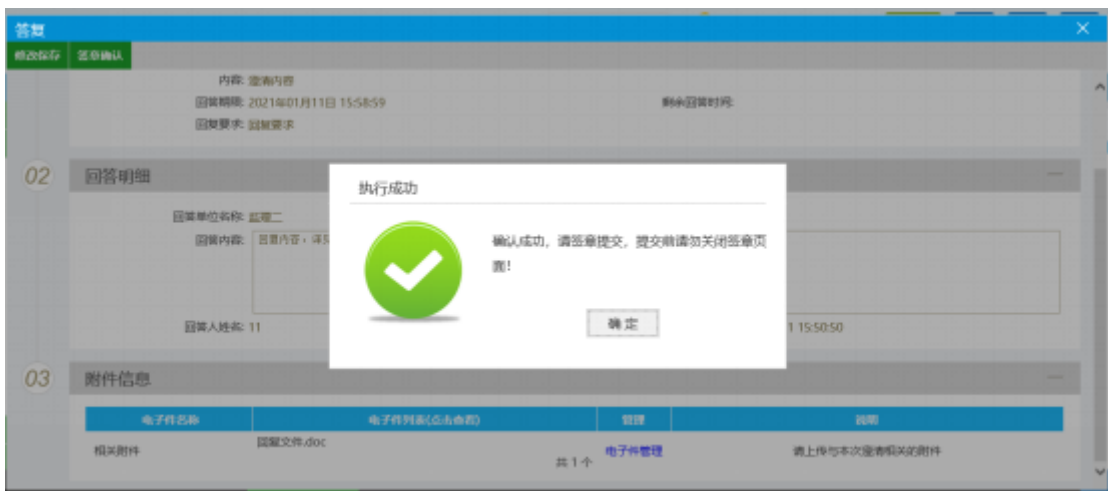 答复
修改保存 签章确认
内容: 澄清内容
回答期限: 2021年01月11日 15:58:59 剩余回答时间:
回复要求: 回复要求
02 回答明细
执行成功
回答单位名称: 监理二
回答内容: 回复内容,详见
确认成功，请签章提交，提交前请勿关闭签章页
面！
确定
回答人姓名: 11 1 15:50:50
03 附件信息
电子件名称 电子件列表(点击查看) 管理 说明
相关附件 回复文件.doc 共 1 个 电子件管理 请上传与本次澄清相关的附件